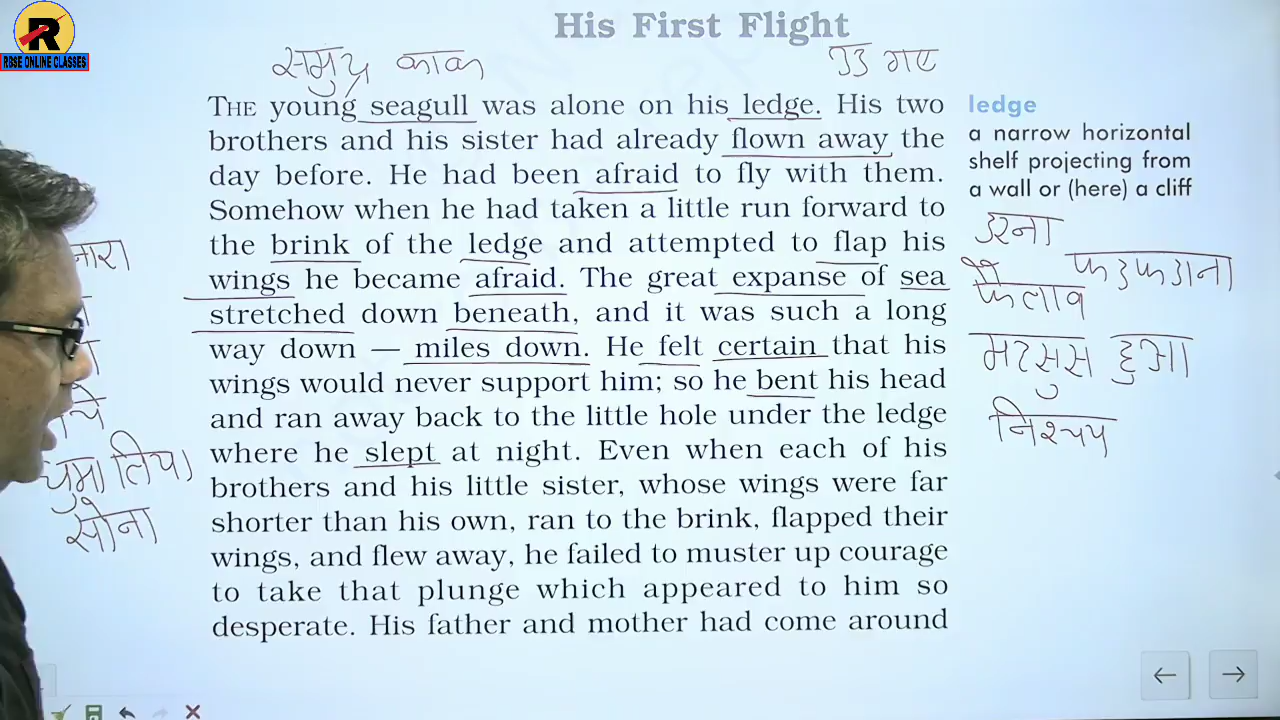 R
RBSE ONLINE CLASSES
His First Flight
समुद्र काक
उड गए
THE young seagull was alone on his ledge. His two
brothers and his sister had already flown away the
day before. He had been afraid to fly with them.
Somehow when he had taken a little run forward to
the brink of the ledge and attempted to flap his
wings he became afraid. The great expanse of sea
stretched down beneath, and it was such a long
way down — miles down. He felt certain that his
wings would never support him; so he bent his head
and ran away back to the little hole under the ledge
where he slept at night. Even when each of his
brothers and his little sister, whose wings were far
shorter than his own, ran to the brink, flapped their
wings, and flew away, he failed to muster up courage
to take that plunge which appeared to him so
desperate. His father and mother had come around
ledge
a narrow horizontal
shelf projecting from
a wall or (here) a cliff
डरना
फडफडाना
फैलाव
महसुस हुआ
निश्चय
घुमा लिया
सोना